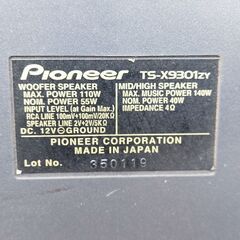 Pioneer TS-X9301ZY
WOOFER SPEAKER
MAX. POWER 110W
NOM. POWER 55W
INPUT LEVEL (at Gain Max.)
RCA LINE 100mV+100mV/20KΩ
SPEAKER LINE 2V+2V/5KΩ
DC. 12V ⊖ GROUND
MID/HIGH SPEAKER
MAX. MUSIC POWER 140W
NOM. POWER 40W
IMPEDANCE 4Ω
PIONEER CORPORATION
MADE IN JAPAN
Lot No. 350119